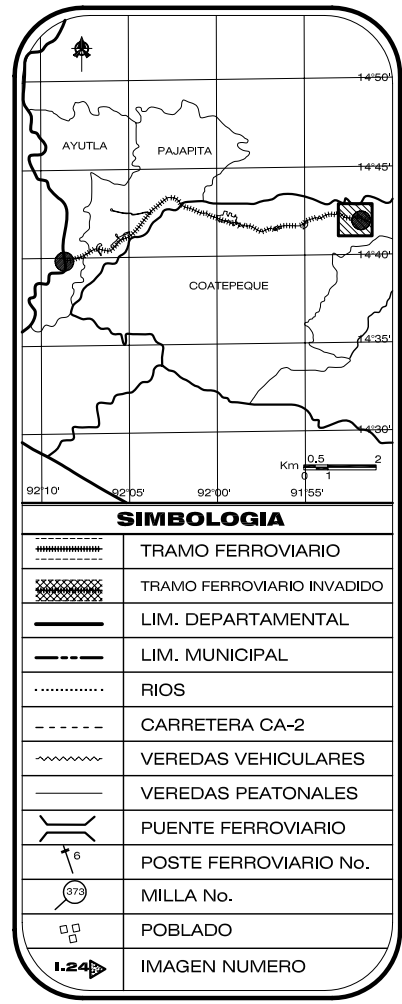 14°50'
AYUTLA
PAJAPITA
14°45'
14°40'
COATEPEQUE
14°35'
14°30'
Km 0 0.5 1 2
92°10' 92°05' 92°00' 91°55'
SIMBOLOGIA
TRAMO FERROVIARIO
TRAMO FERROVIARIO INVADIDO
LIM. DEPARTAMENTAL
LIM. MUNICIPAL
RIOS
CARRETERA CA-2
VEREDAS VEHICULARES
VEREDAS PEATONALES
PUENTE FERROVIARIO
6 POSTE FERROVIARIO No.
373 MILLA No.
POBLADO
I.24 IMAGEN NUMERO